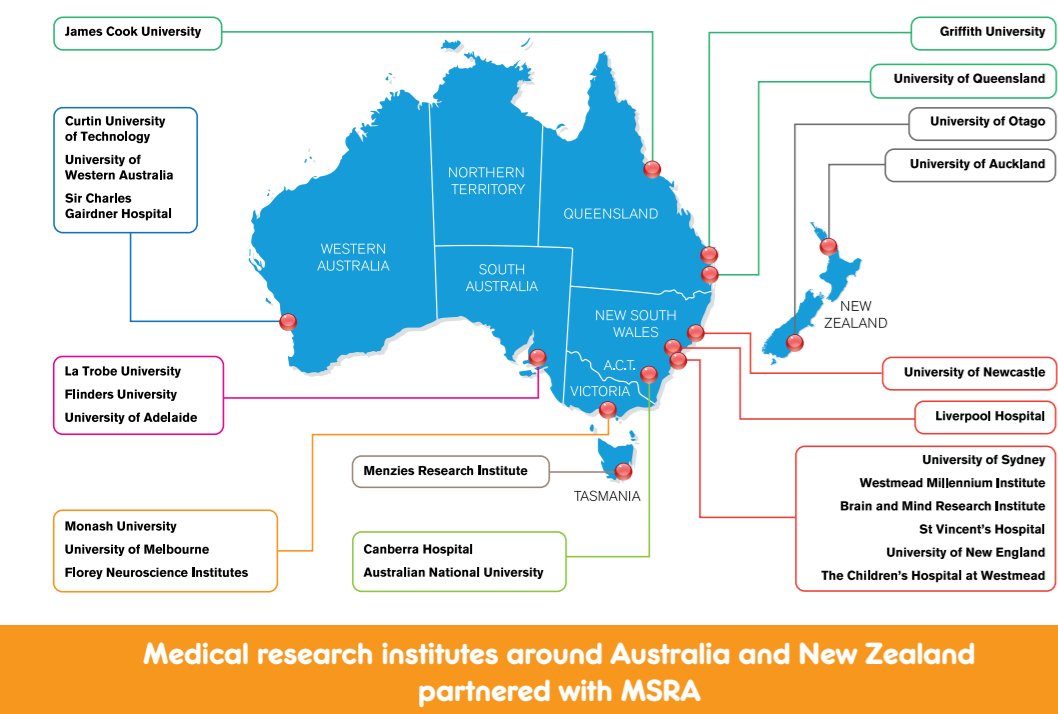 James Cook University
Griffith University
University of Queensland
University of Otago
University of Auckland
Curtin University
of Technology
University of
Western Australia
Sir Charles
Gairdner Hospital
NORTHERN
TERRITORY
QUEENSLAND
WESTERN
AUSTRALIA
SOUTH
AUSTRALIA
NEW SOUTH
WALES
A.C.T.
VICTORIA
TASMANIA
NEW
ZEALAND
La Trobe University
Flinders University
University of Adelaide
University of Newcastle
Liverpool Hospital
Menzies Research Institute
University of Sydney
Westmead Millennium Institute
Brain and Mind Research Institute
St Vincent's Hospital
University of New England
The Children's Hospital at Westmead
Monash University
University of Melbourne
Florey Neuroscience Institutes
Canberra Hospital
Australian National University
Medical research institutes around Australia and New Zealand
partnered with MSRA